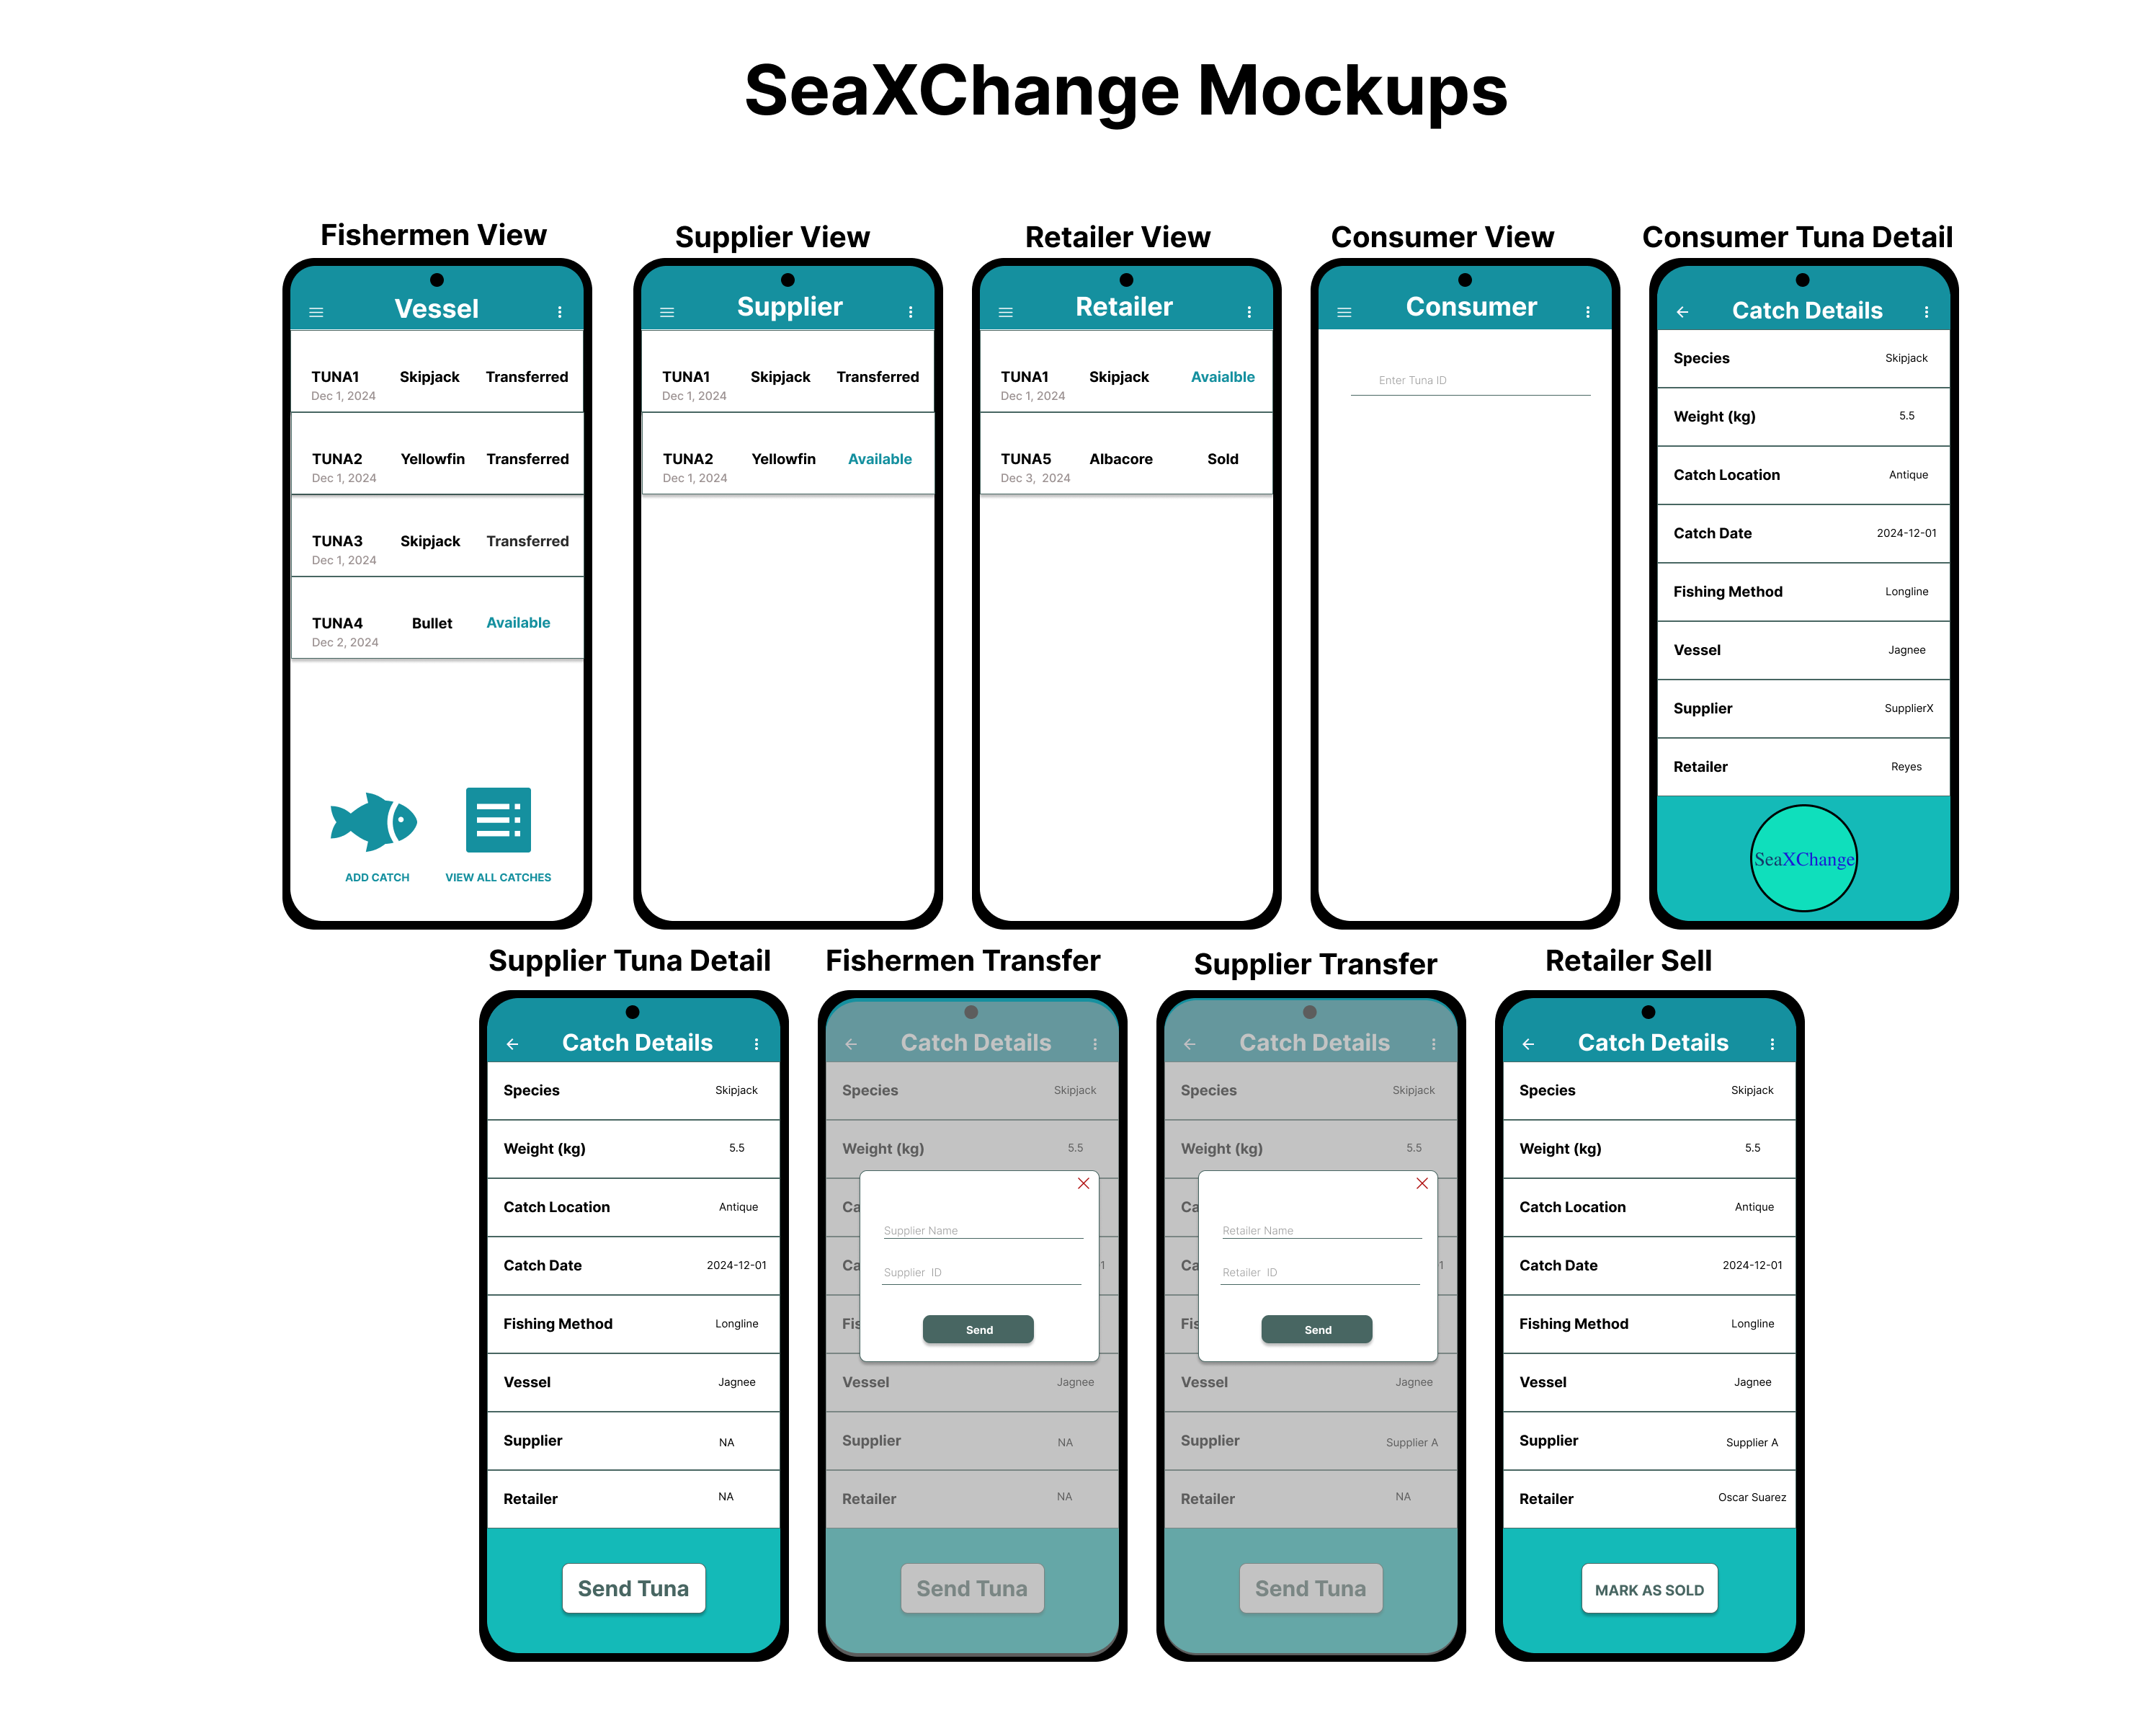 SeaXChange Mockups
Fishermen View
Vessel
TUNA1 Skipjack Transferred
Dec 1, 2024
TUNA2 Yellowfin Transferred
Dec 1, 2024
TUNA3 Skipjack Transferred
Dec 1, 2024
TUNA4 Bullet Available
Dec 2, 2024
ADD CATCH
VIEW ALL CATCHES
Supplier View
Supplier
TUNA1 Skipjack Transferred
Dec 1, 2024
TUNA2 Yellowfin Available
Dec 1, 2024
Retailer View
Retailer
TUNA1 Skipjack Avaialble
Dec 1, 2024
TUNA5 Albacore Sold
Dec 3, 2024
Consumer View
Consumer
Enter Tuna ID
Consumer Tuna Detail
Catch Details
Species Skipjack
Weight (kg) 5.5
Catch Location Antique
Catch Date 2024-12-01
Fishing Method Longline
Vessel Jagnee
Supplier SupplierX
Retailer Reyes
SeaXChange
Supplier Tuna Detail
Catch Details
Species Skipjack
Weight (kg) 5.5
Catch Location Antique
Catch Date 2024-12-01
Fishing Method Longline
Vessel Jagnee
Supplier NA
Retailer NA
Send Tuna
Fishermen Transfer
Catch Details
Species Skipjack
Weight (kg) 5.5
Ca
Supplier Name
Ca 1
Supplier ID
Fis
Send
Vessel Jagnee
Supplier NA
Retailer NA
Send Tuna
Supplier Transfer
Catch Details
Species Skipjack
Weight (kg) 5.5
Ca
Retailer Name
Ca 1
Retailer ID
Fis
Send
Vessel Jagnee
Supplier Supplier A
Retailer NA
Send Tuna
Retailer Sell
Catch Details
Species Skipjack
Weight (kg) 5.5
Catch Location Antique
Catch Date 2024-12-01
Fishing Method Longline
Vessel Jagnee
Supplier Supplier A
Retailer Oscar Suarez
MARK AS SOLD